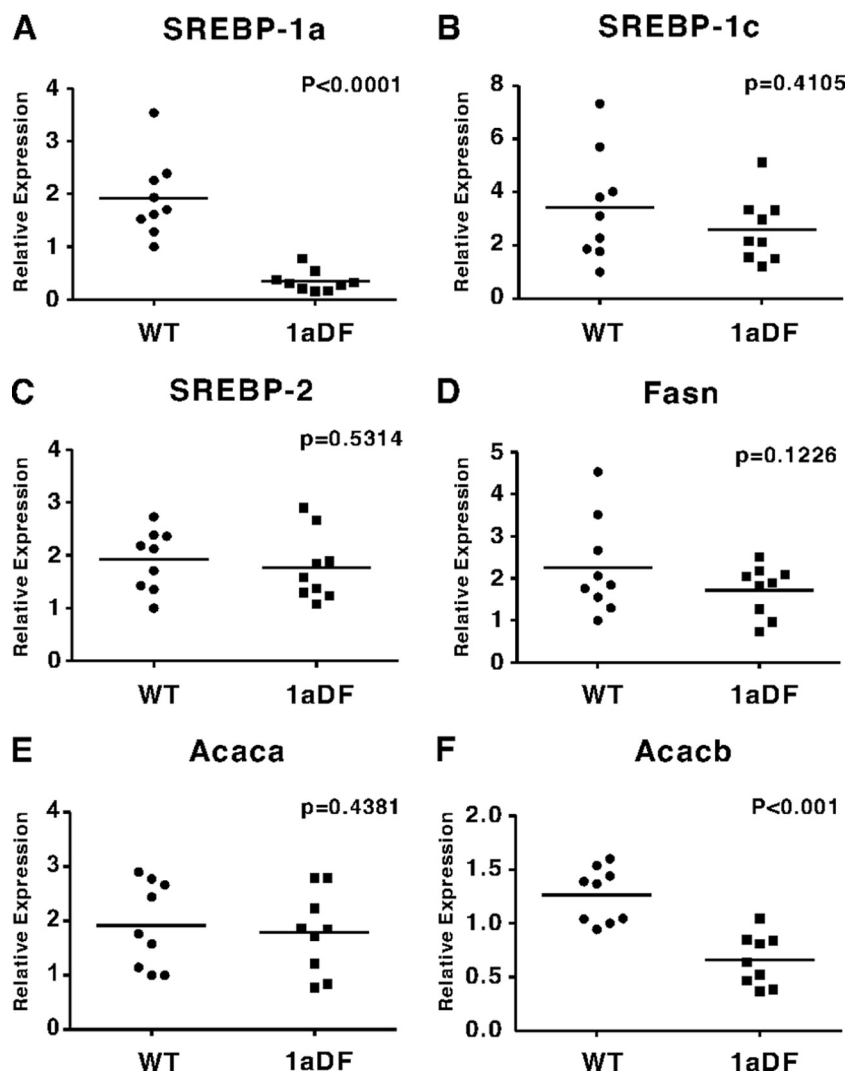 A SREBP-1a
P<0.0001
Relative Expression
4
3
2
1
0
WT 1aDF
B SREBP-1c
p=0.4105
Relative Expression
8
6
4
2
0
WT 1aDF
C SREBP-2
p=0.5314
Relative Expression
4
3
2
1
0
WT 1aDF
D Fasn
p=0.1226
Relative Expression
5
4
3
2
1
0
WT 1aDF
E Acaca
p=0.4381
Relative Expression
4
3
2
1
0
WT 1aDF
F Acacb
P<0.001
Relative Expression
2.0
1.5
1.0
0.5
0.0
WT 1aDF